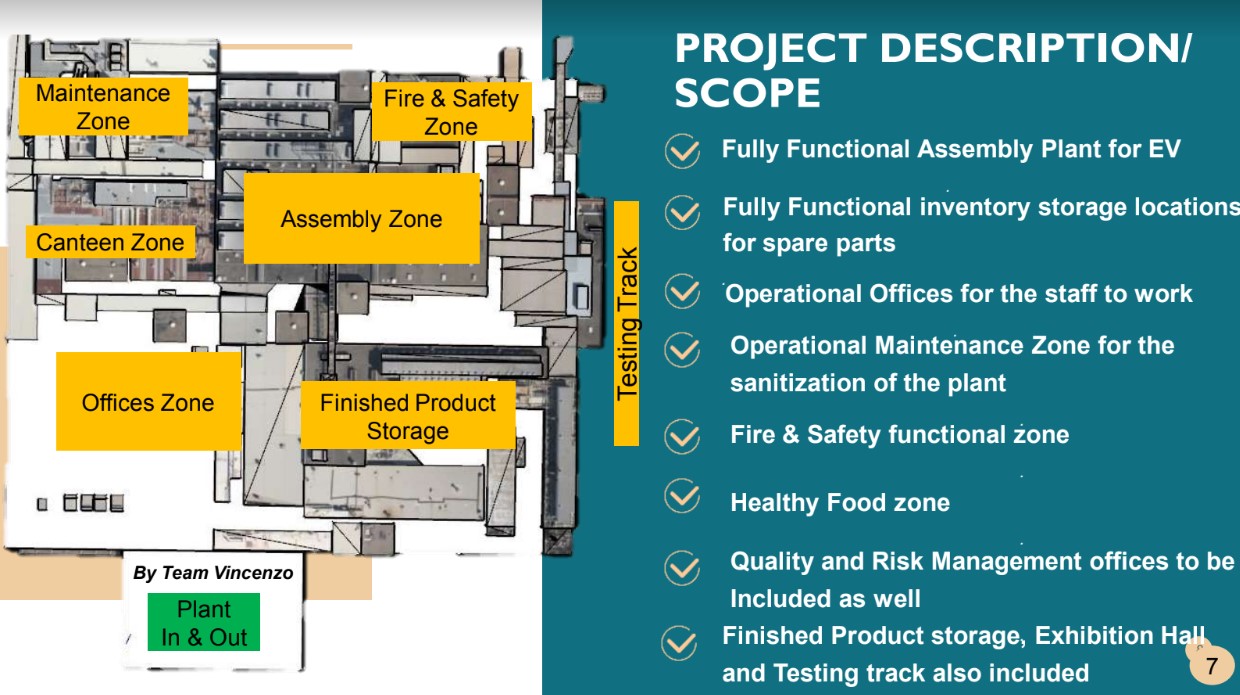 Maintenance
Zone
Fire & Safety
Zone
Assembly Zone
Canteen Zone
Testing Track
Offices Zone
Finished Product
Storage
By Team Vincenzo
Plant
In & Out
PROJECT DESCRIPTION/
SCOPE
Fully Functional Assembly Plant for EV
Fully Functional inventory storage locations
for spare parts
Operational Offices for the staff to work
Operational Maintenance Zone for the
sanitization of the plant
Fire & Safety functional zone
Healthy Food zone
Quality and Risk Management offices to be
Included as well
Finished Product storage, Exhibition Hall
and Testing track also included
7